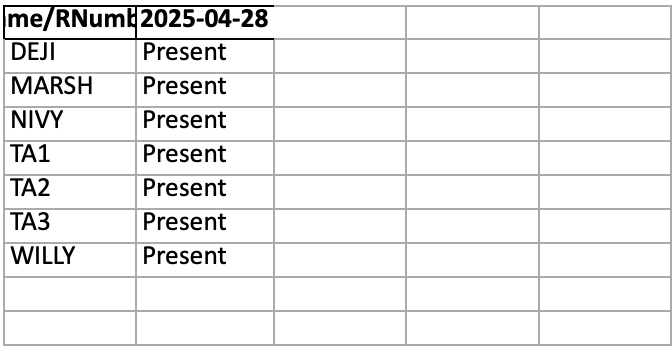 me/RNumb 2025-04-28
DEJI Present
MARSH Present
NIVY Present
TA1 Present
TA2 Present
TA3 Present
WILLY Present